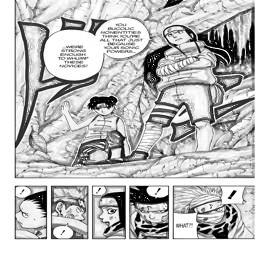 YOU
BUCOLIC
NONENTITIES
THINK YOU'RE
ALL THAT JUST
BECAUSE
YOUR SONIC
POWERS...
...WERE
STRONG
ENOUGH
TO WHUMP
THESE
NOVICES!
!
!
!
!
WHAT?!
!